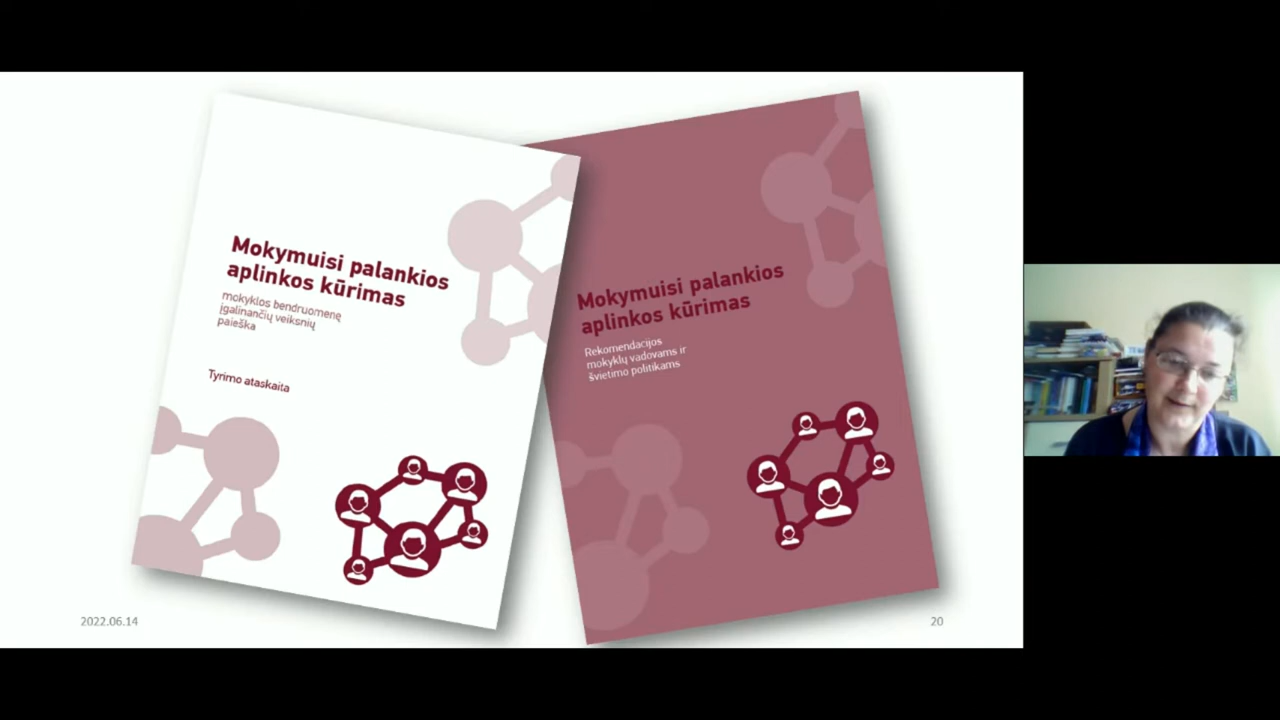 Mokymuisi palankios
aplinkos kūrimas
mokyklos bendruomenę
įgalinančių veiksnių
paieška
Tyrimo ataskaita
Mokymuisi palankios
aplinkos kūrimas
Rekomendacijos
mokyklų vadovams ir
švietimo politikams
2022.06.14
20